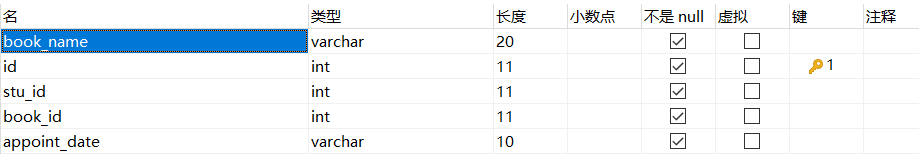 名 类型 长度 小数点 不是 null 虚拟 键 注释
book_name varchar 20
id int 11 1
stu_id int 11
book_id int 11
appoint_date varchar 10